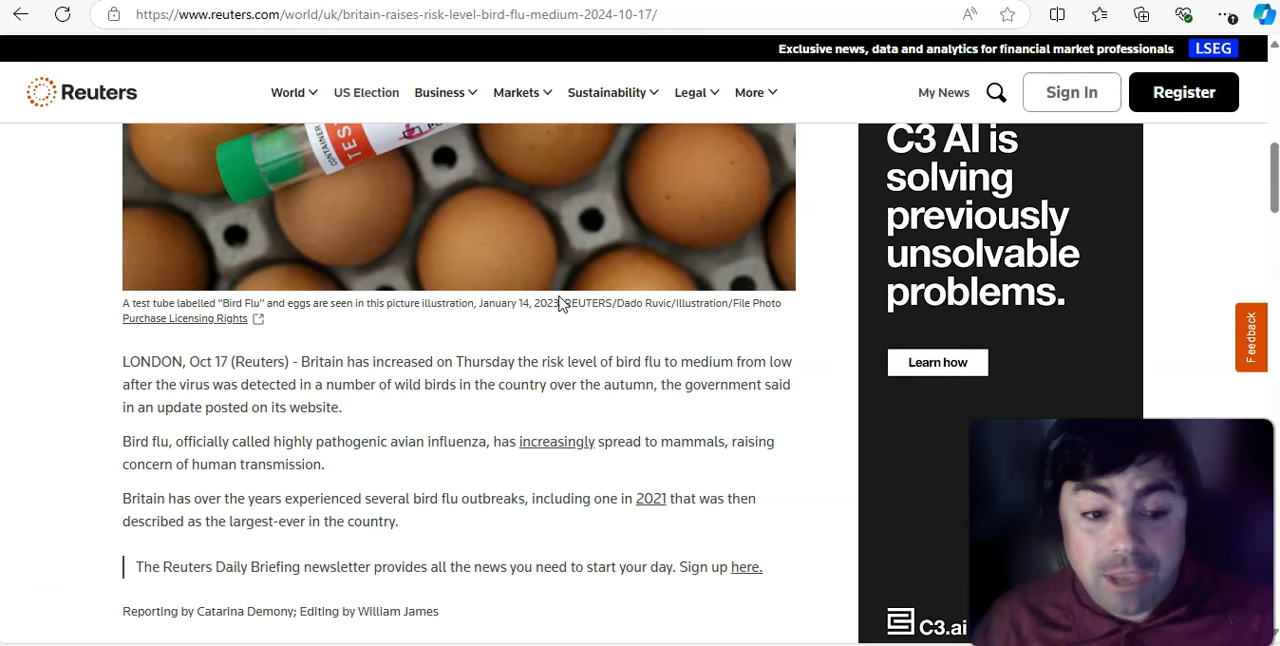 https://www.reuters.com/world/uk/britain-raises-risk-level-bird-flu-medium-2024-10-17/
Exclusive news, data and analytics for financial market professionals LSEG
Reuters World US Election Business Markets Sustainability Legal More My News Sign In Register
CONTAINER
TES
C3 AI is
solving
previously
unsolvable
problems.
Learn how
C3.ai
Feedback
A test tube labelled "Bird Flu" and eggs are seen in this picture illustration, January 14, 2023. REUTERS/Dado Ruvic/Illustration/File Photo
Purchase Licensing Rights
LONDON, Oct 17 (Reuters) - Britain has increased on Thursday the risk level of bird flu to medium from low
after the virus was detected in a number of wild birds in the country over the autumn, the government said
in an update posted on its website.
Bird flu, officially called highly pathogenic avian influenza, has increasingly spread to mammals, raising
concern of human transmission.
Britain has over the years experienced several bird flu outbreaks, including one in 2021 that was then
described as the largest-ever in the country.
The Reuters Daily Briefing newsletter provides all the news you need to start your day. Sign up here.
Reporting by Catarina Demony; Editing by William James